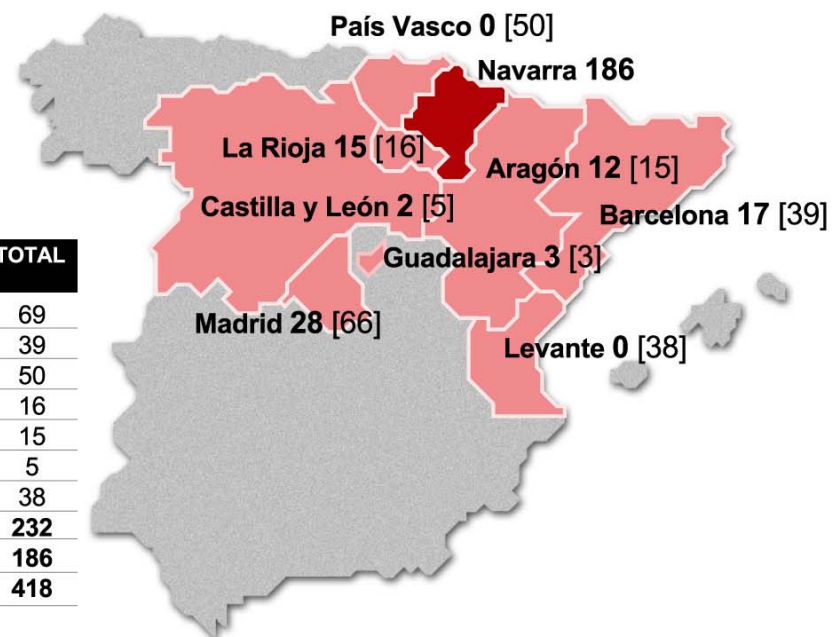 País Vasco 0 [50]
Navarra 186
La Rioja 15 [16]
Aragón 12 [15]
Castilla y León 2 [5]
Barcelona 17 [39]
Guadalajara 3 [3]
Madrid 28 [66]
Levante 0 [38]
TOTAL
69
39
50
16
15
5
38
232
186
418